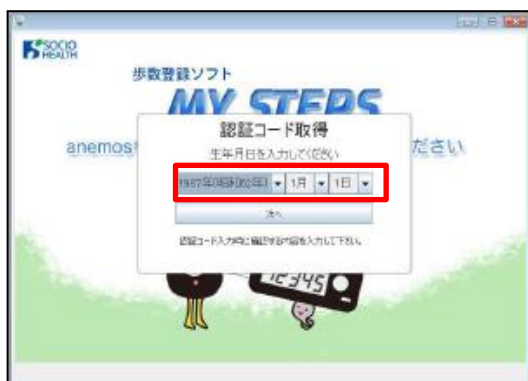 SOCIO
HEALTH
歩数登録ソフト
MY STEPS
anemos
ださい
認証コード取得
生年月日を入力してください
1987年(昭和62年) 1月 1日
次へ
認証コード入力時に確認する内容を入力して下さい。
12345